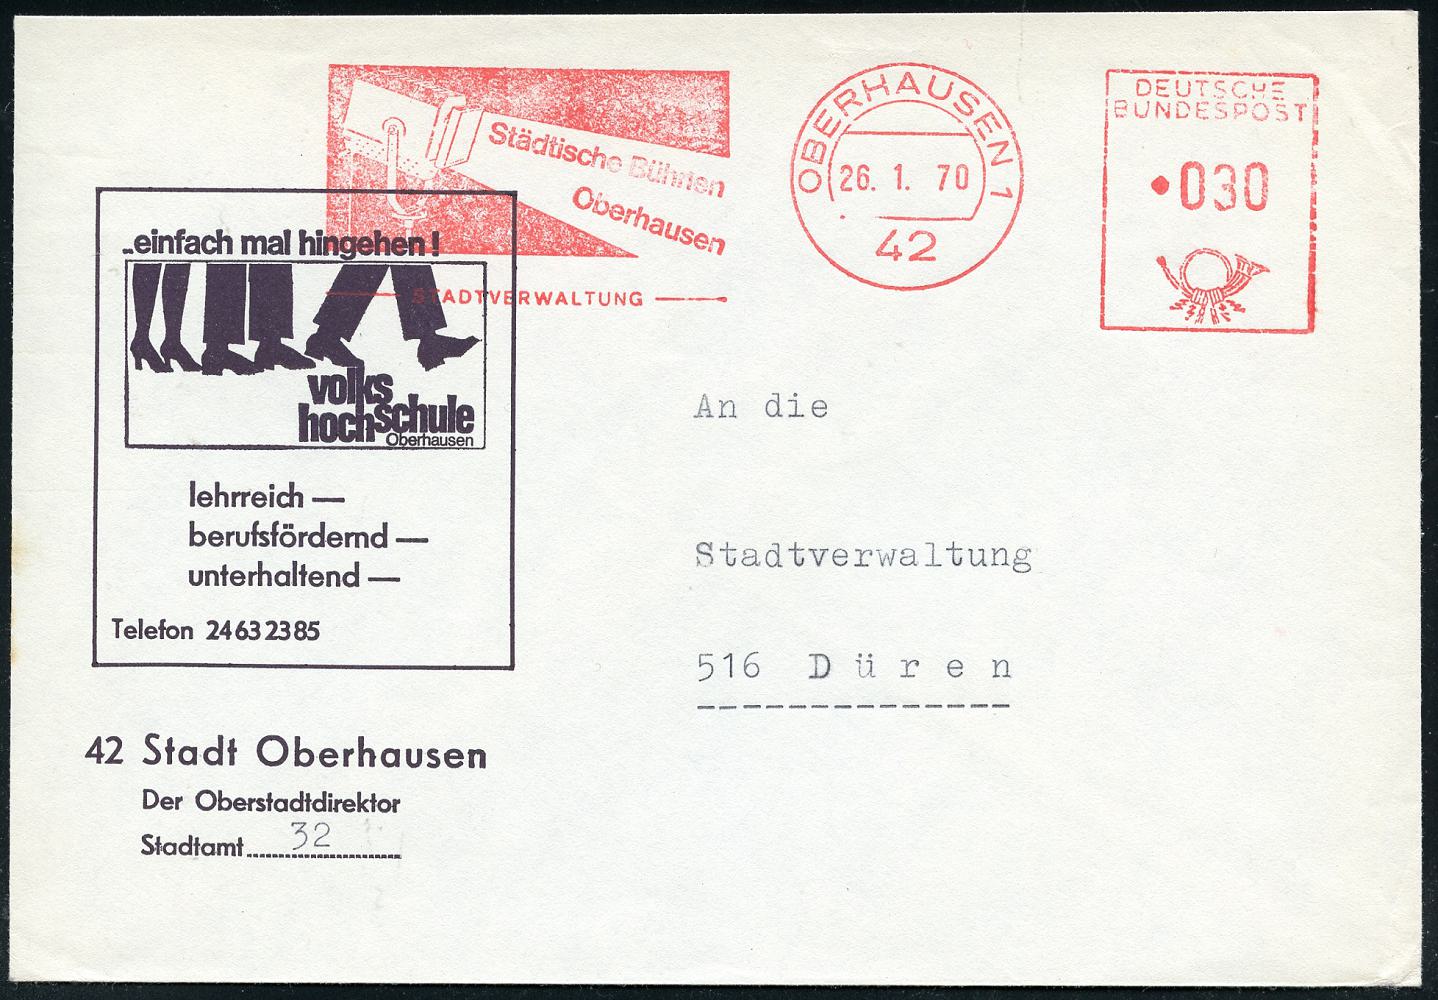 Städtische Bühnen
Oberhausen
STADTVERWALTUNG
OBERHAUSEN 1
26. 1. 70
42
DEUTSCHE
BUNDESPOST
030
..einfach mal hingehen!
volks
hochschule
Oberhausen
lehrreich —
berufsfördernd —
unterhaltend —
Telefon 24632385
An die
Stadtverwaltung
516 D ü r e n
42 Stadt Oberhausen
Der Oberstadtdirektor
Stadtamt 32